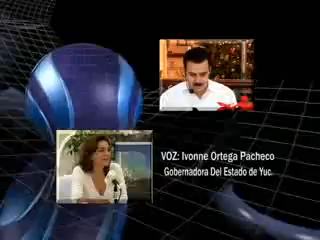 VOZ: Ivonne Ortega Pacheco
Gobernadora Del Estado de Yuc.